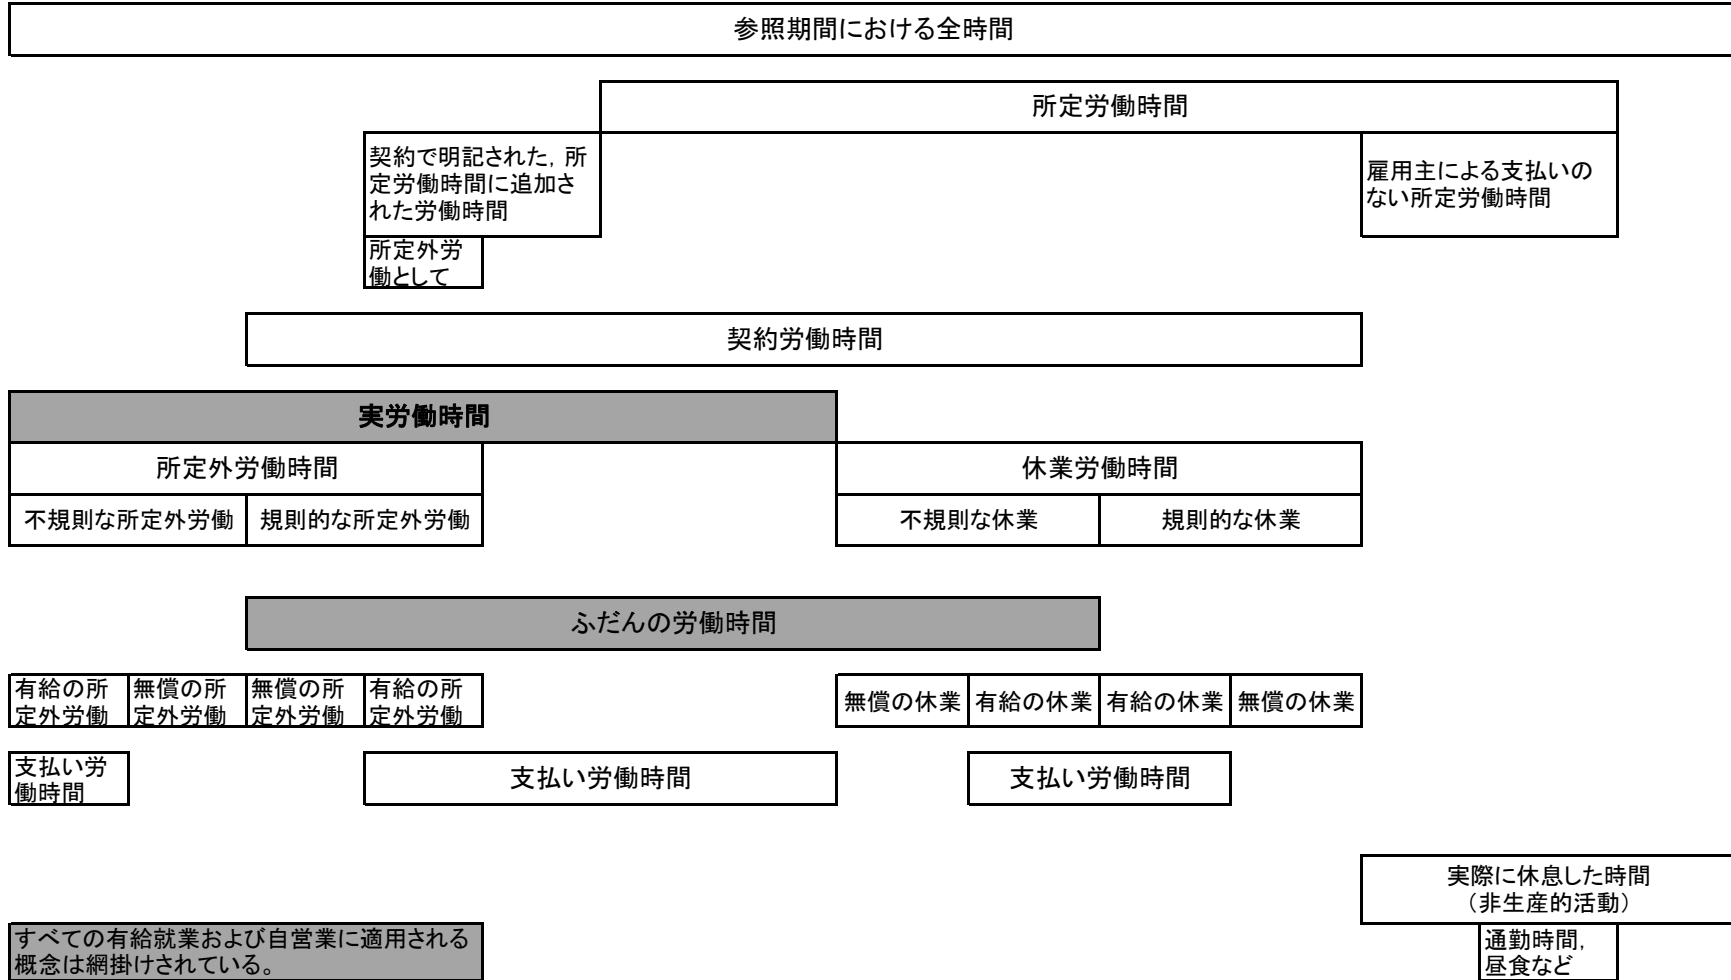 参照期間における全時間
所定労働時間
契約で明記された，所
定労働時間に追加さ
れた労働時間
雇用主による支払いの
ない所定労働時間
所定外労
働として
契約労働時間
実労働時間
所定外労働時間
休業労働時間
不規則な所定外労働
規則的な所定外労働
不規則な休業
規則的な休業
ふだんの労働時間
有給の所
定外労働
無償の所
定外労働
無償の所
定外労働
有給の所
定外労働
無償の休業
有給の休業
有給の休業
無償の休業
支払い労
働時間
支払い労働時間
支払い労働時間
実際に休息した時間
（非生産的活動）
すべての有給就業および自営業に適用される
概念は網掛けされている。
通勤時間，
昼食など